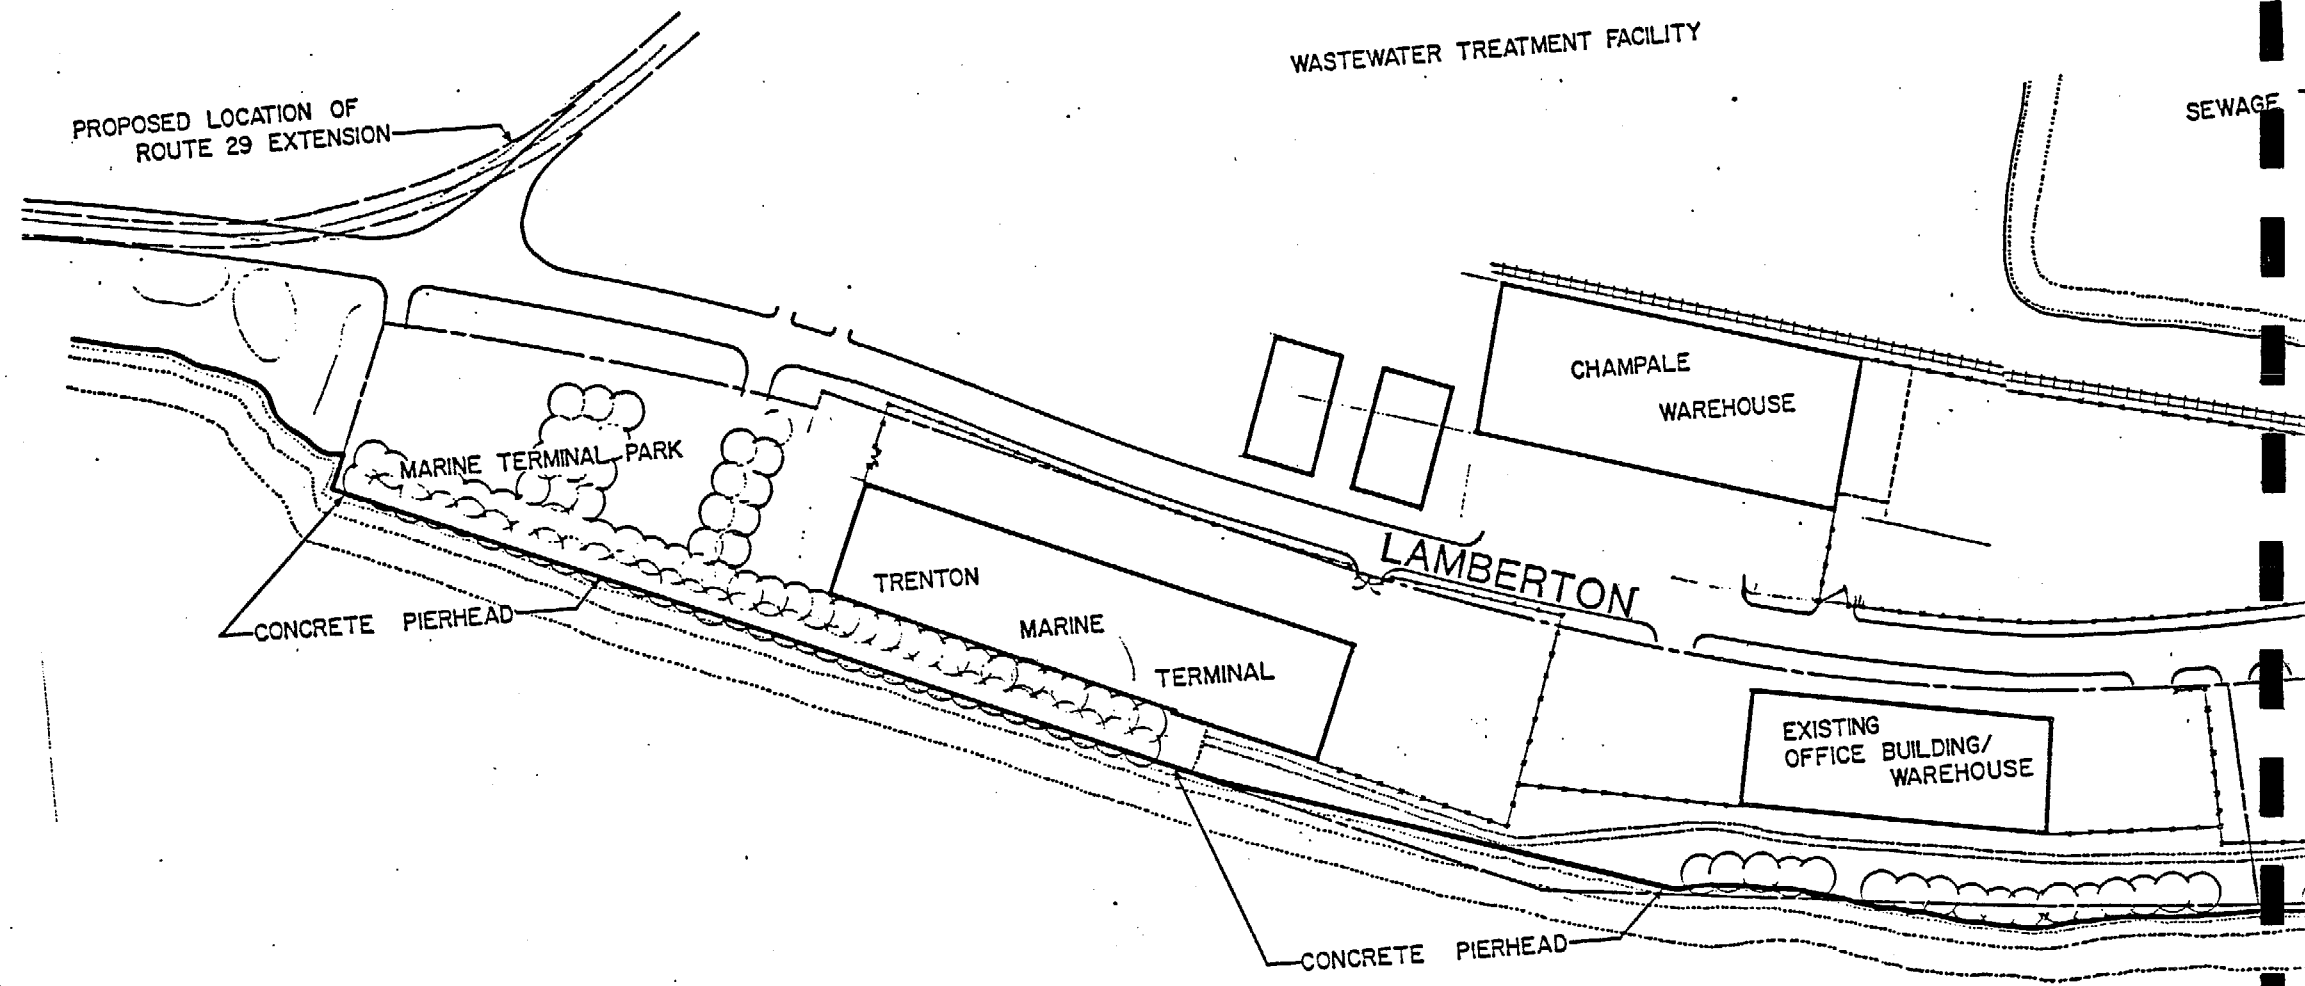 WASTEWATER TREATMENT FACILITY
PROPOSED LOCATION OF
ROUTE 29 EXTENSION
SEWAGE
CHAMPALE
WAREHOUSE
MARINE TERMINAL PARK
LAMBERTON
TRENTON
MARINE
TERMINAL
CONCRETE PIERHEAD
EXISTING
OFFICE BUILDING/
WAREHOUSE
CONCRETE PIERHEAD